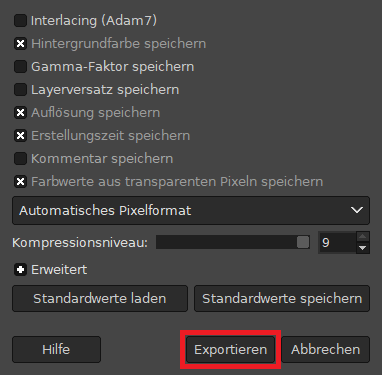 Interlacing (Adam7)
Hintergrundfarbe speichern
Gamma-Faktor speichern
Layerversatz speichern
Auflösung speichern
Erstellungszeit speichern
Kommentar speichern
Farbwerte aus transparenten Pixeln speichern
Automatisches Pixelformat
Kompressionsniveau: 9
Erweitert
Standardwerte laden Standardwerte speichern
Hilfe Exportieren Abbrechen